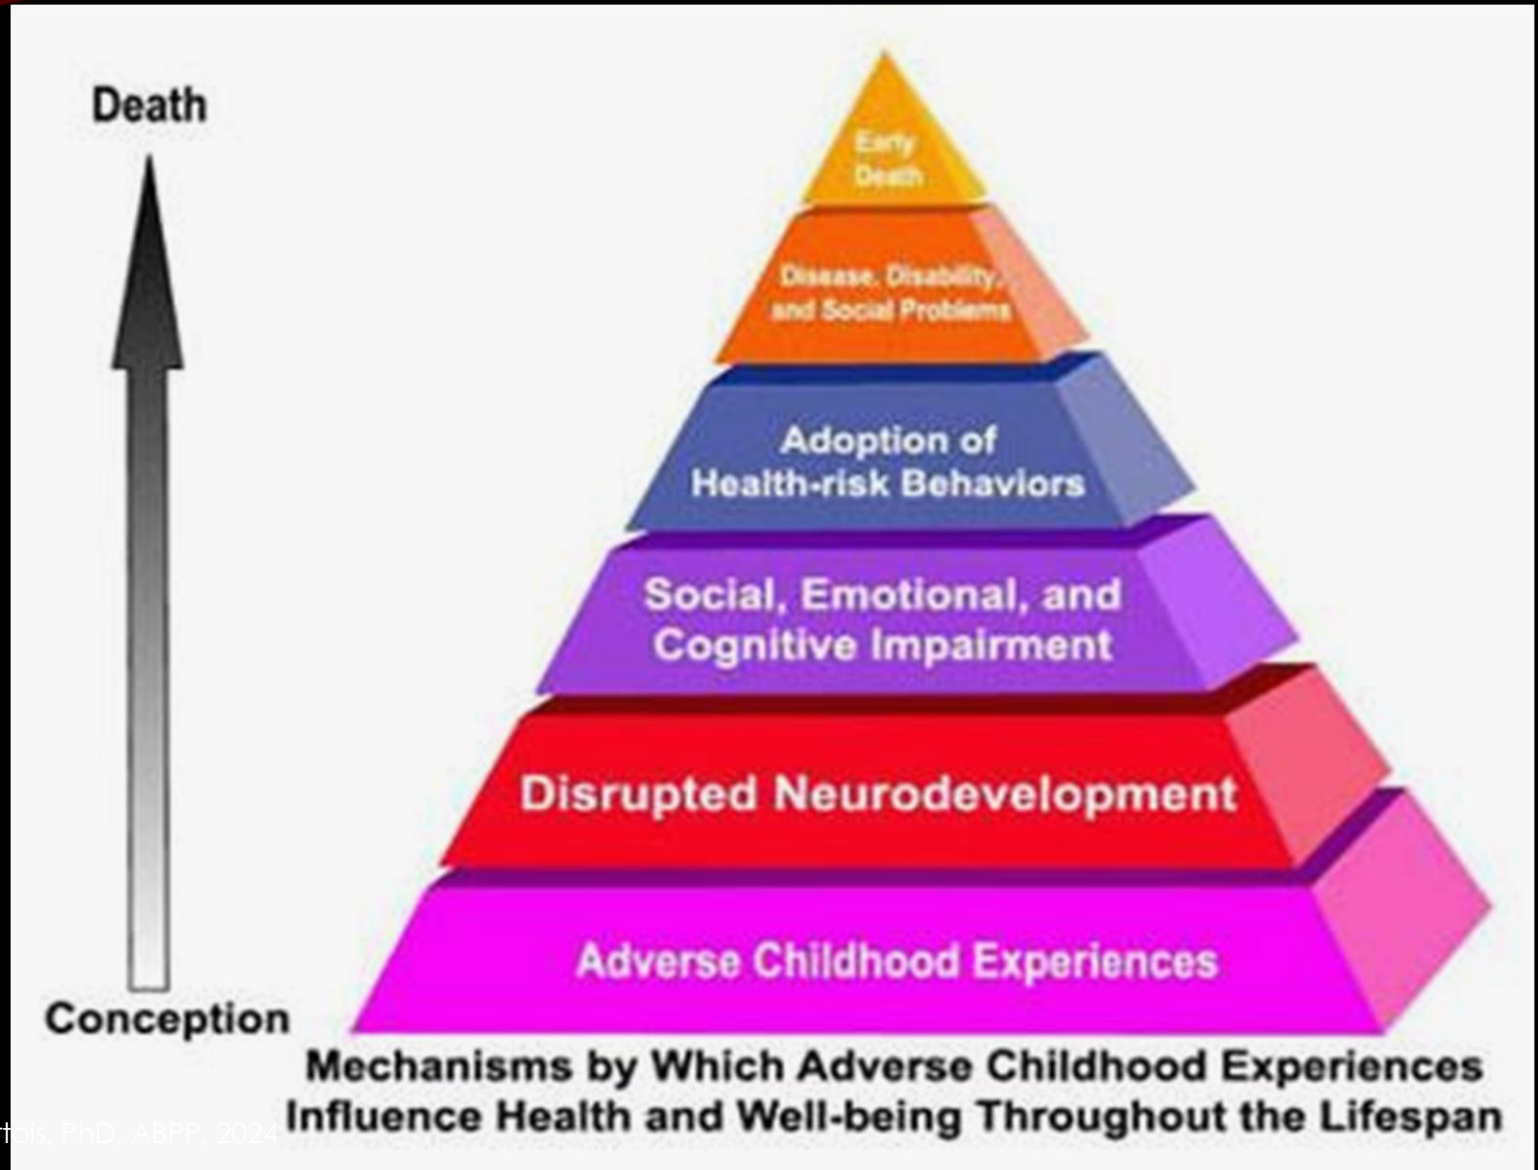 Death
Early
Death
Disease, Disability,
and Social Problems
Adoption of
Health-risk Behaviors
Social, Emotional, and
Cognitive Impairment
Disrupted Neurodevelopment
Adverse Childhood Experiences
Conception
Mechanisms by Which Adverse Childhood Experiences
Influence Health and Well-being Throughout the Lifespan
PhD, ABPP, 2024